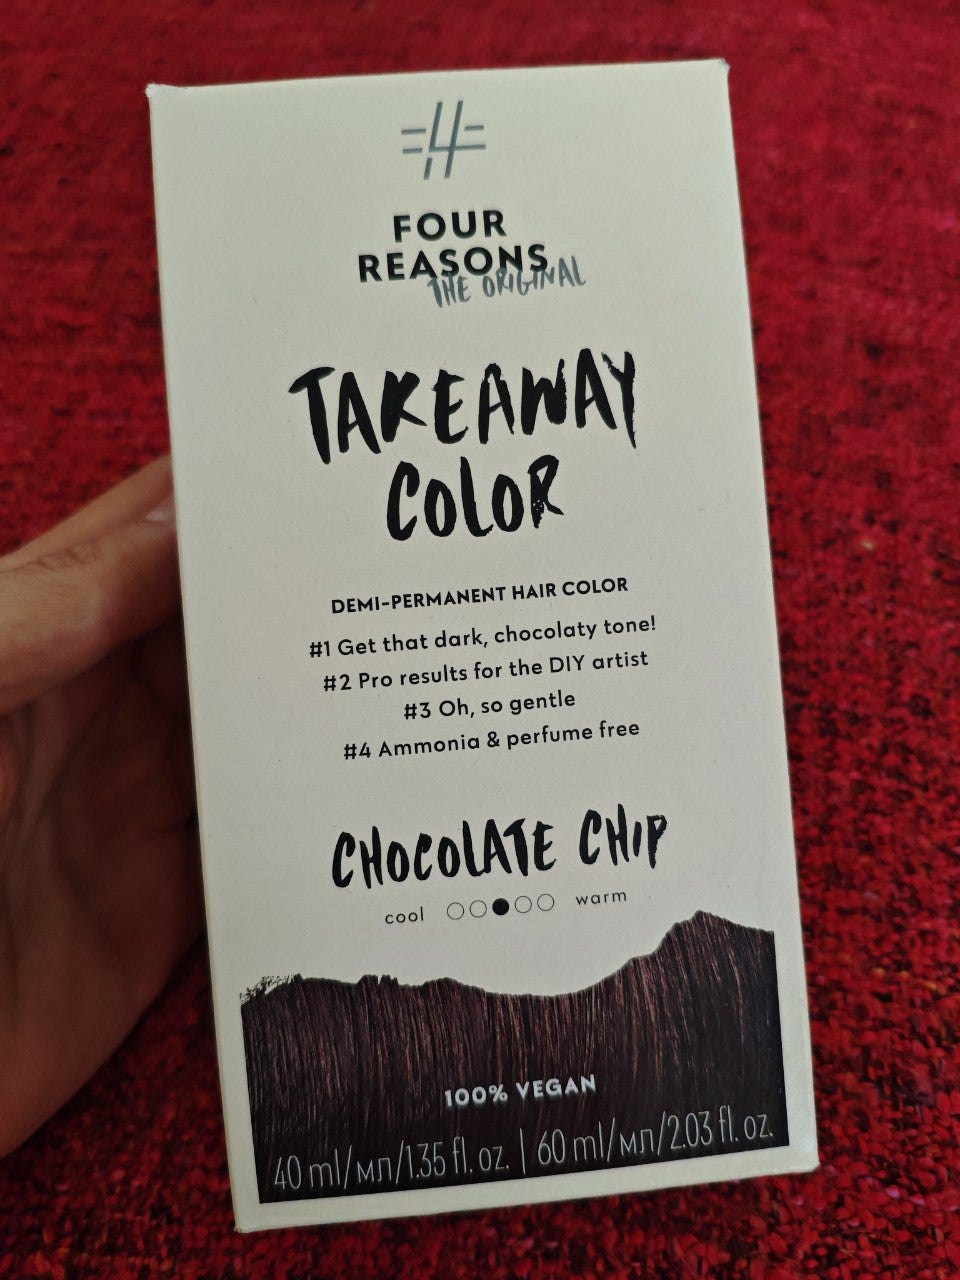 4
FOUR
REASONS
THE ORIGINAL
TAKEAWAY
COLOR
DEMI-PERMANENT HAIR COLOR
#1 Get that dark, chocolaty tone!
#2 Pro results for the DIY artist
#3 Oh, so gentle
#4 Ammonia & perfume free
CHOCOLATE CHIP
cool warm
100% VEGAN
40 ml/мл/1.35 fl. oz. | 60 ml/мл/2.03 fl. oz.